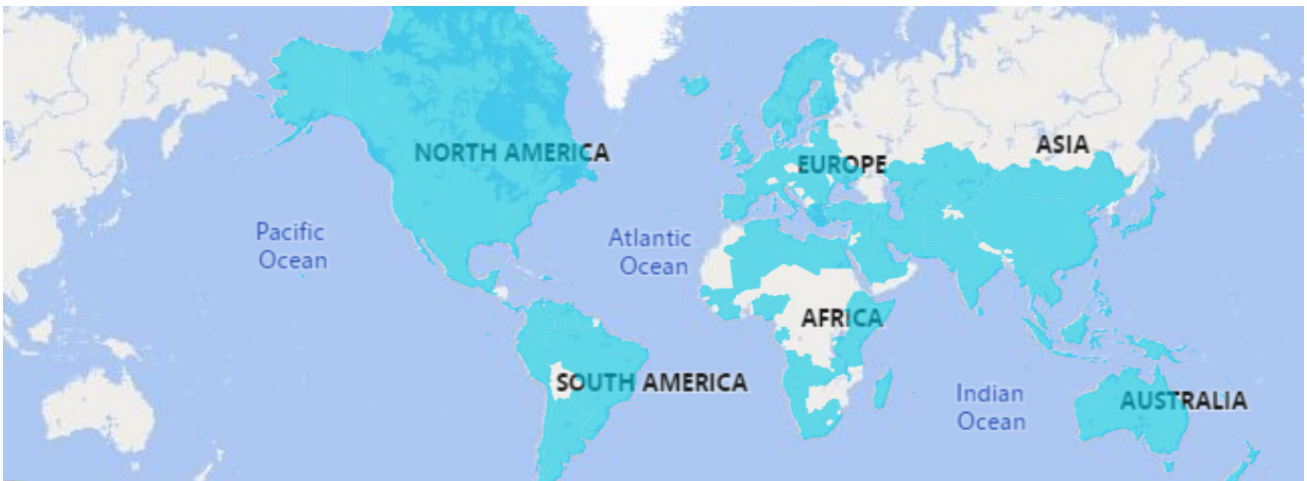 ASIA
NORTH AMERICA
EUROPE
Pacific
Ocean
Atlantic
Ocean
AFRICA
SOUTH AMERICA
Indian
Ocean
AUSTRALIA